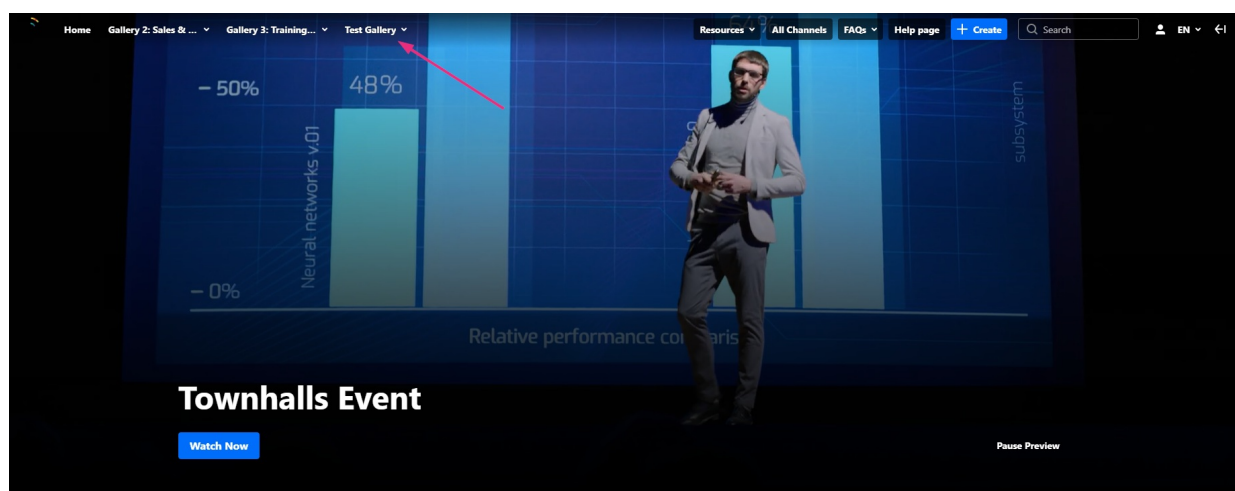 Home Gallery 2: Sales & ... Gallery 3: Training... Test Gallery Resources All Channels FAQs Help page + Create Search EN
64%
– 50%
48%
Neural networks v.01
subsystem
– 0%
Relative performance
Townhalls Event
Watch Now
Pause Preview